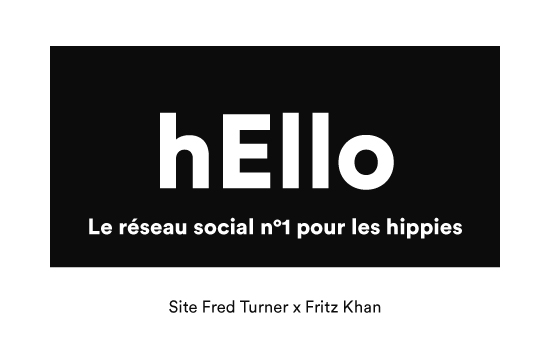 hEllo
Le réseau social n°1 pour les hippies
Site Fred Turner x Fritz Khan